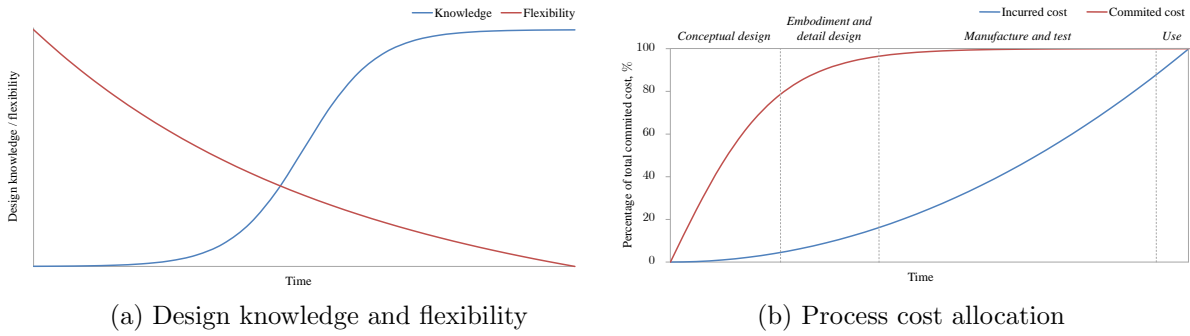 Knowledge Flexibility
Design knowledge / flexibility
Time
(a) Design knowledge and flexibility
Incurred cost Commited cost
Conceptual design
Embodiment and
detail design
Manufacture and test
Use
Percentage of total commited cost, %
100
80
60
40
20
0
Time
(b) Process cost allocation